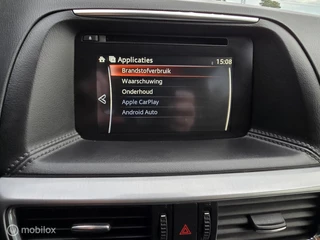 Applicaties
15:08
Brandstofverbruik
Waarschuwing
Onderhoud
Apple CarPlay
Android Auto
mobilox